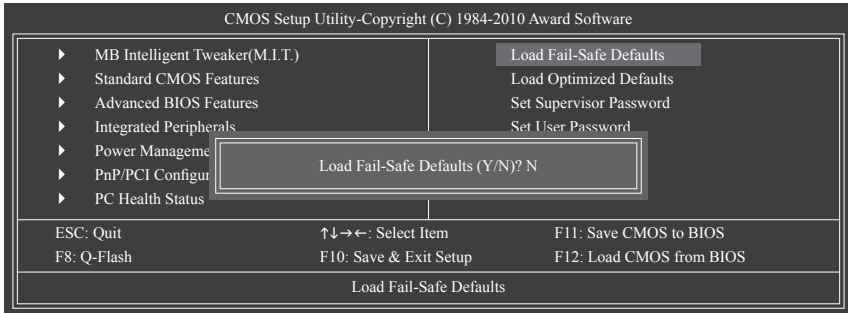 CMOS Setup Utility-Copyright (C) 1984-2010 Award Software
MB Intelligent Tweaker(M.I.T.)
Standard CMOS Features
Advanced BIOS Features
Integrated Peripherals
Power Manageme
PnP/PCI Configur
PC Health Status
Load Fail-Safe Defaults
Load Optimized Defaults
Set Supervisor Password
Set User Password
Load Fail-Safe Defaults (Y/N)? N
ESC: Quit ↑↓→←: Select Item F11: Save CMOS to BIOS
F8: Q-Flash F10: Save & Exit Setup F12: Load CMOS from BIOS
Load Fail-Safe Defaults